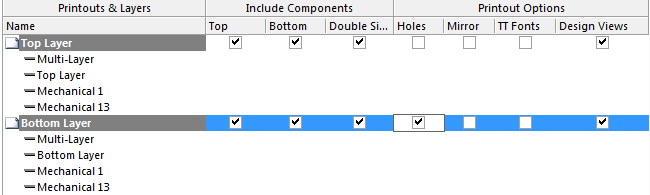 Printouts & Layers Include Components Printout Options
Name Top Bottom Double Si... Holes Mirror TT Fonts Design Views
Top Layer
Multi-Layer
Top Layer
Mechanical 1
Mechanical 13
Bottom Layer
Multi-Layer
Bottom Layer
Mechanical 1
Mechanical 13